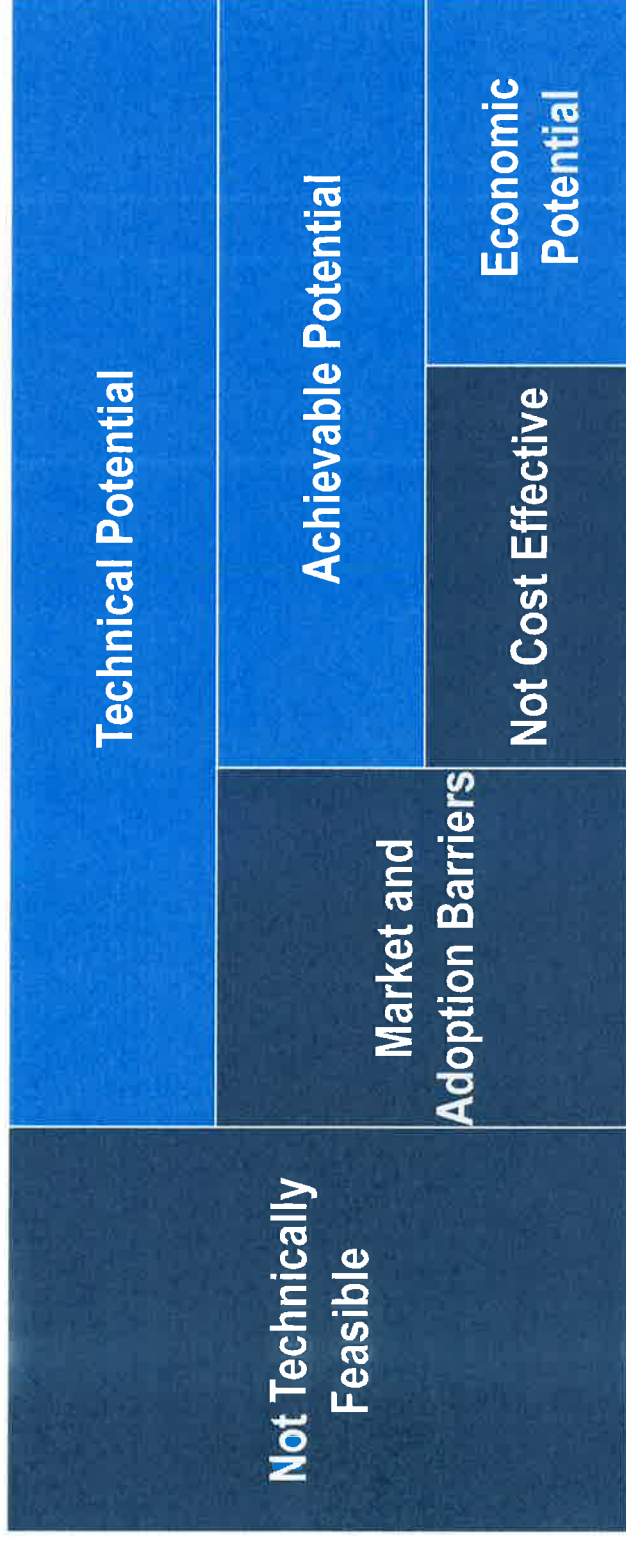 Not Technically
Feasible
Technical Potential
Market and
Adoption Barriers
Achievable Potential
Not Cost Effective
Economic
Potential